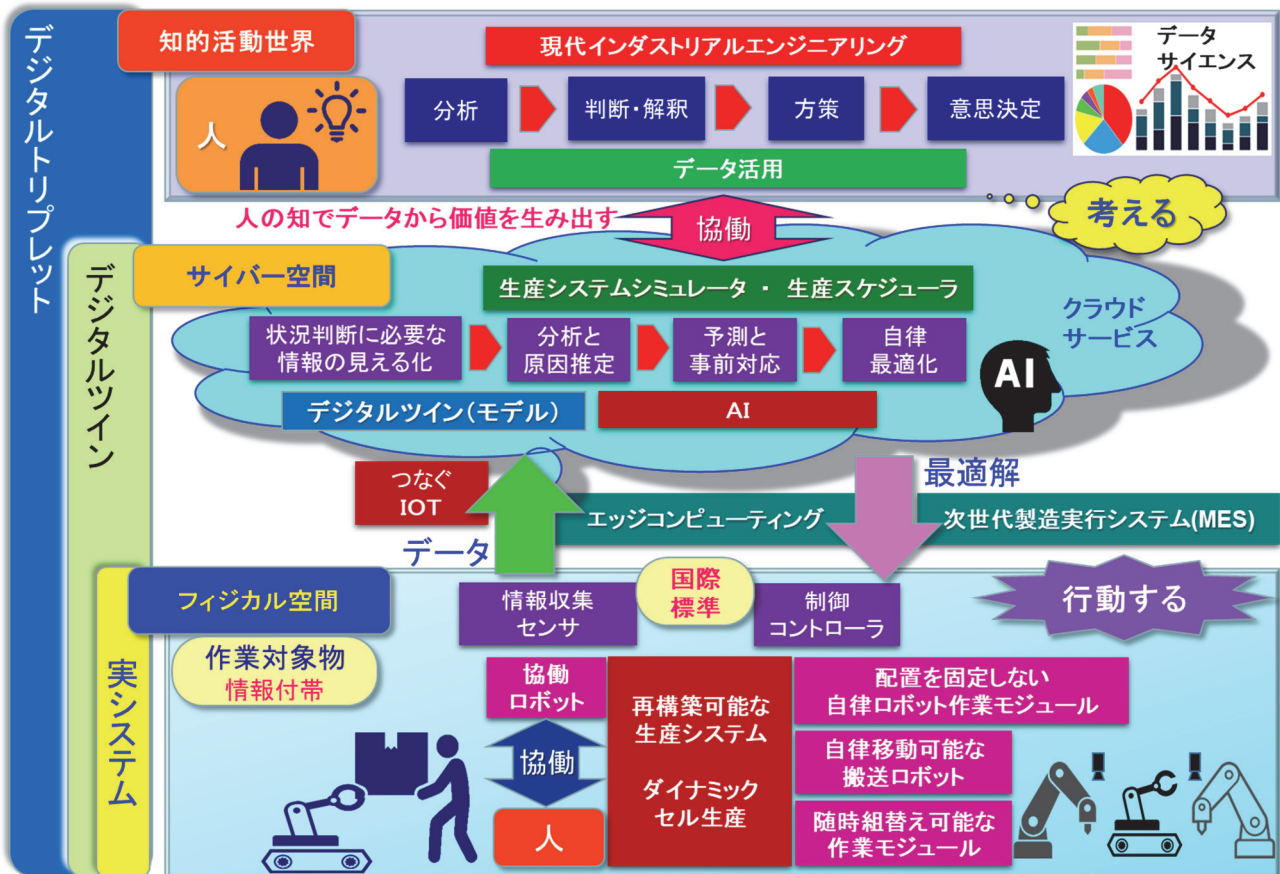 デジタルトリプレット
知的活動世界
人
現代インダストリアルエンジニアリング
分析
判断・解釈
方策
意思決定
データ活用
データ
サイエンス
人の知でデータから価値を生み出す
協働
考える
デジタルツイン
サイバー空間
生産システムシミュレータ ・ 生産スケジューラ
状況判断に必要な
情報の見える化
分析と
原因推定
予測と
事前対応
自律
最適化
クラウド
サービス
AI
デジタルツイン(モデル)
AI
つなぐ
IOT
データ
最適解
エッジコンピューティング
次世代製造実行システム(MES)
実システム
フィジカル空間
作業対象物
情報付帯
情報収集
センサ
国際
標準
制御
コントローラ
行動する
協働
ロボット
協働
人
再構築可能な
生産システム
ダイナミック
セル生産
配置を固定しない
自律ロボット作業モジュール
自律移動可能な
搬送ロボット
随時組替え可能な
作業モジュール